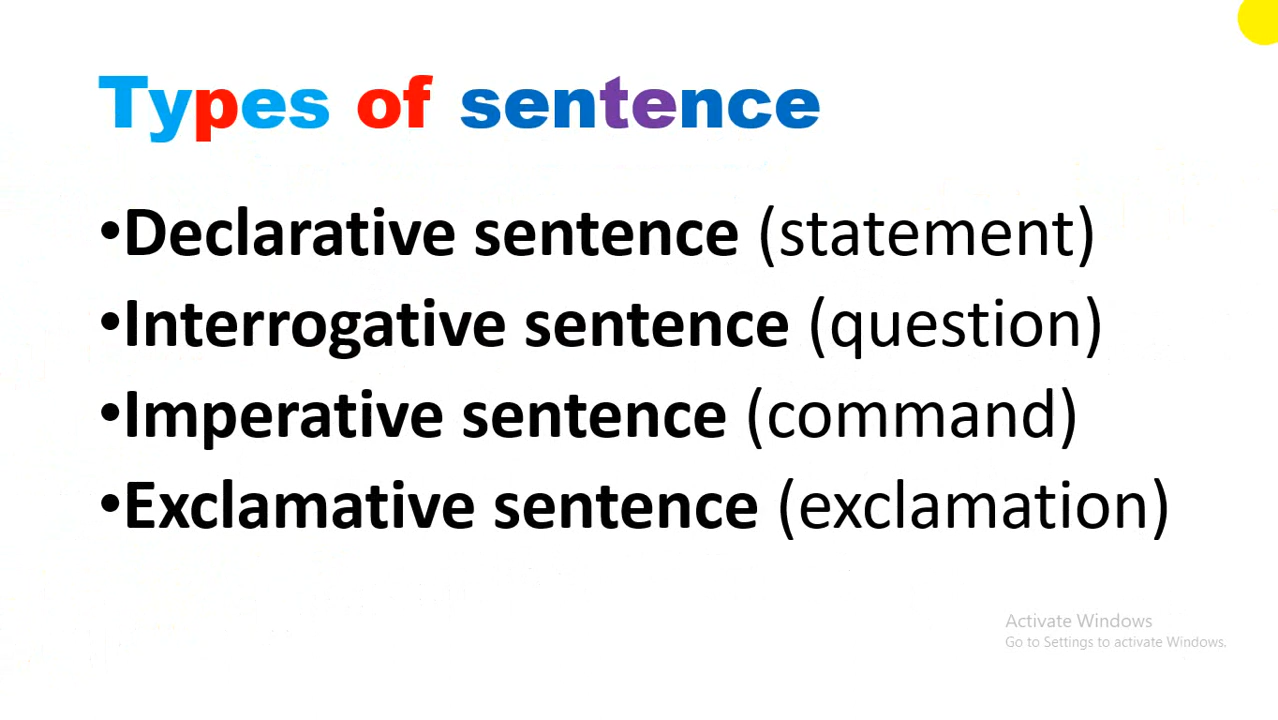 Types of sentence
•Declarative sentence (statement)
•Interrogative sentence (question)
•Imperative sentence (command)
•Exclamative sentence (exclamation)
Activate Windows
Go to Settings to activate Windows.